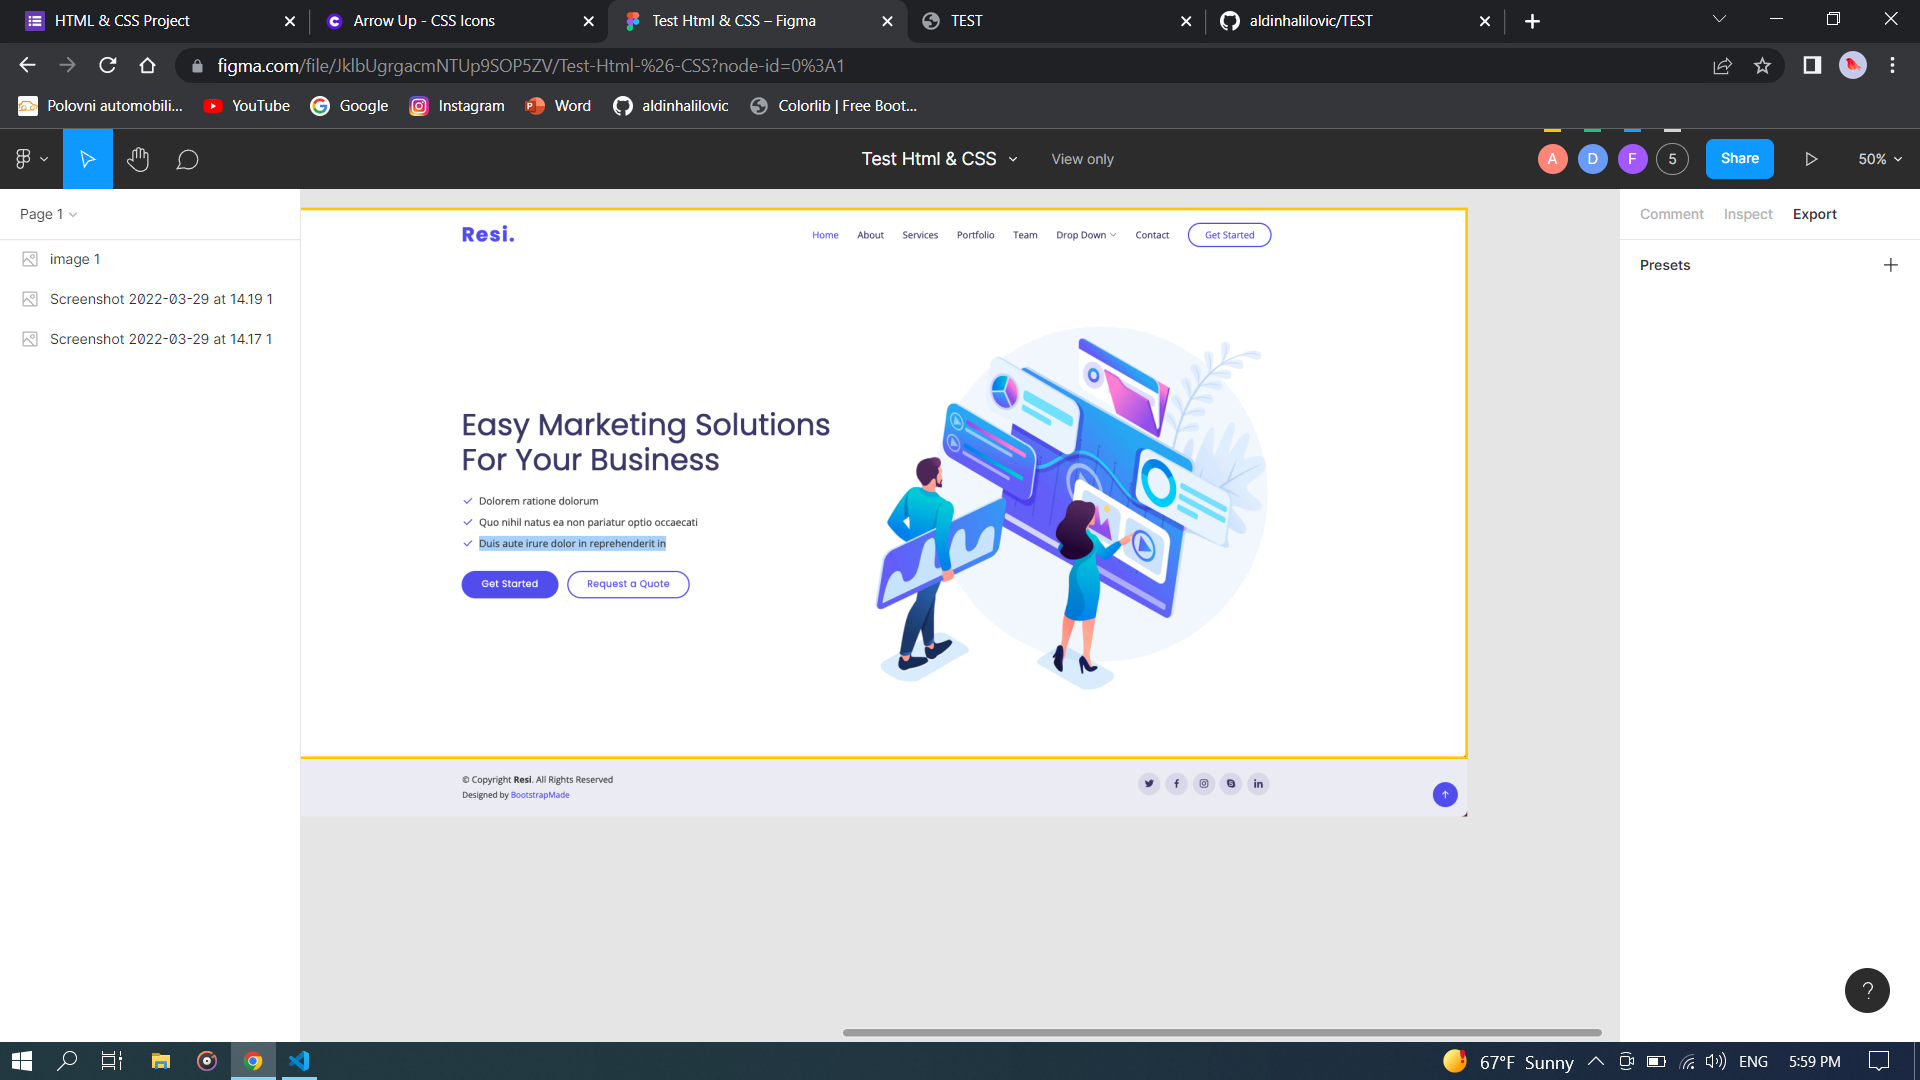 HTML & CSS Project
Arrow Up - CSS Icons
Test Html & CSS – Figma
TEST
aldinhalilovic/TEST
figma.com/file/JklbUgrgacmNTUp9SOP5ZV/Test-Html-%26-CSS?node-id=0%3A1
Polovni automobili...
YouTube
Google
Instagram
Word
aldinhalilovic
Colorlib | Free Boot...
Test Html & CSS
View only
A
D
F
5
Share
50%
Page 1
Comment
Inspect
Export
image 1
Screenshot 2022-03-29 at 14.19 1
Screenshot 2022-03-29 at 14.17 1
Presets
Resi.
Home
About
Services
Portfolio
Team
Drop Down
Contact
Get Started
Easy Marketing Solutions
For Your Business
Dolorem ratione dolorum
Quo nihil natus ea non pariatur optio occaecati
Duis aute irure dolor in reprehenderit in
Get Started
Request a Quote
© Copyright Resi. All Rights Reserved
Designed by BootstrapMade
?
67°F Sunny
ENG
5:59 PM